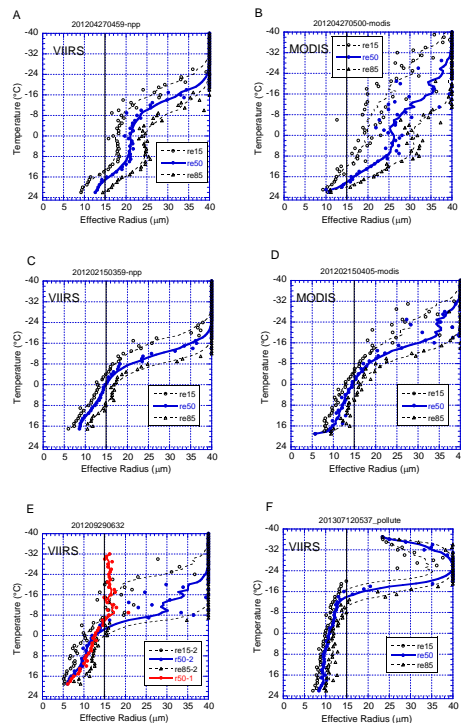 A
201204270459-npp
VIIRS
Temperature (°C)
-40
-32
-24
-16
-8
0
8
16
24
re15
re50
re85
0 5 10 15 20 25 30 35 40
Effective Radius (μm)
B
201204270500-modis
MODIS
Temperature (°C)
-40
-32
-24
-16
-8
0
8
16
24
re15
re50
re85
0 5 10 15 20 25 30 35 40
Effective Radius (μm)
C
201202150359-npp
VIIRS
Temperature (°C)
-40
-32
-24
-16
-8
0
8
16
24
re15
re50
re85
0 5 10 15 20 25 30 35 40
Effective Radius (μm)
D
201202150405-modis
MODIS
Temperature (°C)
-40
-32
-24
-16
-8
0
8
16
24
re15
re50
re85
0 5 10 15 20 25 30 35 40
Effective Radius (μm)
E
201209290632
VIIRS
Temperature (°C)
-40
-32
-24
-16
-8
0
8
16
24
re15-2
r50-2
re85-2
r50-1
0 5 10 15 20 25 30 35 40
Effective Radius (μm)
F
201307120537_pollute
VIIRS
Temperature (°C)
-40
-32
-24
-16
-8
0
8
16
24
re15
re50
re85
0 5 10 15 20 25 30 35 40
Effective Radius (μm)